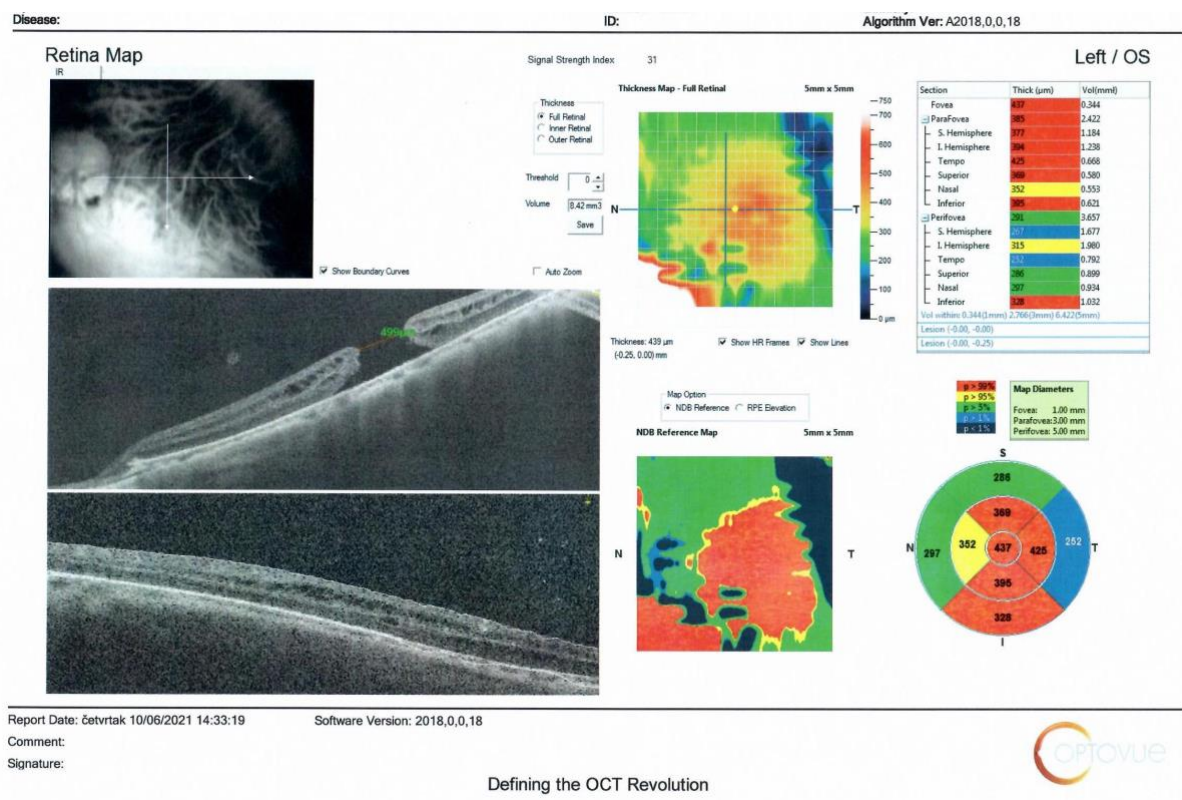 Disease:
ID:
Algorithm Ver: A2018,0,0,18
Retina Map
IR
Signal Strength Index 31
Left / OS
Thickness
Full Retinal
Inner Retinal
Outer Retinal
Threshold 0
Volume 8.42 mm3
Save
Show Boundary Curves
Auto Zoom
Thickness Map - Full Retinal 5mm x 5mm
N
T
750
700
600
500
400
300
200
100
0 µm
Thickness: 439 µm
(-0.25, 0.00) mm
Show HR Frames
Show Lines
495µm
Section Thick (µm) Vol(mm³)
Fovea 437 0.344
ParaFovea 385 2.422
S. Hemisphere 377 1.184
I. Hemisphere 394 1.238
Tempo 425 0.668
Superior 369 0.580
Nasal 352 0.553
Inferior 395 0.621
Perifovea 291 3.657
S. Hemisphere 267 1.677
I. Hemisphere 315 1.980
Tempo 252 0.792
Superior 286 0.899
Nasal 297 0.934
Inferior 328 1.032
Vol within: 0.344(1mm) 2.766(3mm) 6.422(5mm)
Lesion (-0.00, -0.00)
Lesion (-0.00, -0.25)
Map Option
NDB Reference
RPE Elevation
NDB Reference Map 5mm x 5mm
N
T
p > 99%
p > 95%
p > 5%
p > 1%
p < 1%
Map Diameters
Fovea: 1.00 mm
Parafovea:3.00 mm
Perifovea: 5.00 mm
S
286
369
N 297 352 437 425 252 T
395
328
I
Report Date: četvrtak 10/06/2021 14:33:19
Software Version: 2018,0,0,18
Comment:
Signature:
OPTOVUE
Defining the OCT Revolution